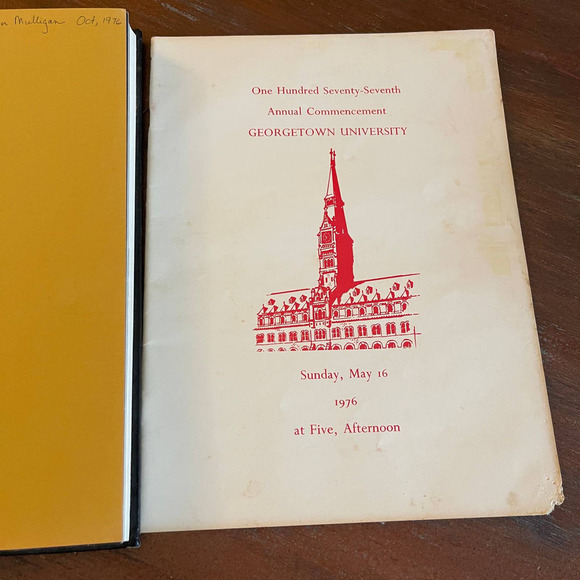 Mulligan Oct, 1976
One Hundred Seventy-Seventh
Annual Commencement
GEORGETOWN UNIVERSITY
Sunday, May 16
1976
at Five, Afternoon